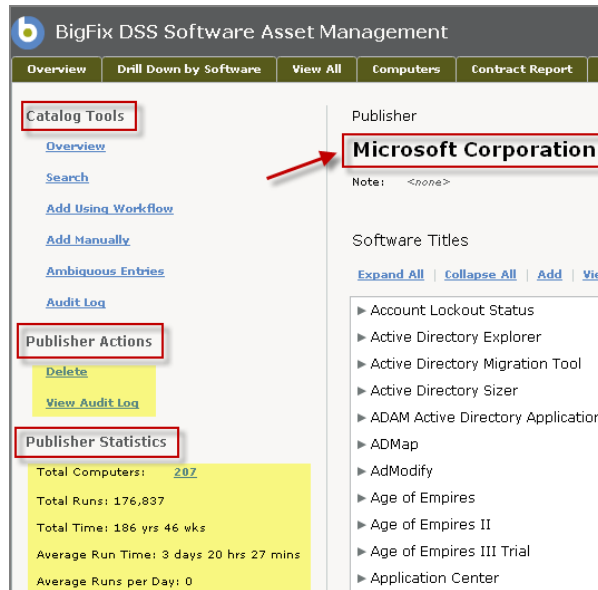 BigFix DSS Software Asset Management
Overview
Drill Down by Software
View All
Computers
Contract Report
Catalog Tools
Overview
Search
Add Using Workflow
Add Manually
Ambiguous Entries
Audit Log
Publisher Actions
Delete
View Audit Log
Publisher Statistics
Total Computers: 207
Total Runs: 176,837
Total Time: 186 yrs 46 wks
Average Run Time: 3 days 20 hrs 27 mins
Average Runs per Day: 0
Publisher
Microsoft Corporation
Note: <none>
Software Titles
Expand All | Collapse All | Add |
Account Lockout Status
Active Directory Explorer
Active Directory Migration Tool
Active Directory Sizer
ADAM Active Directory Application
ADMap
AdModify
Age of Empires
Age of Empires II
Age of Empires III Trial
Application Center